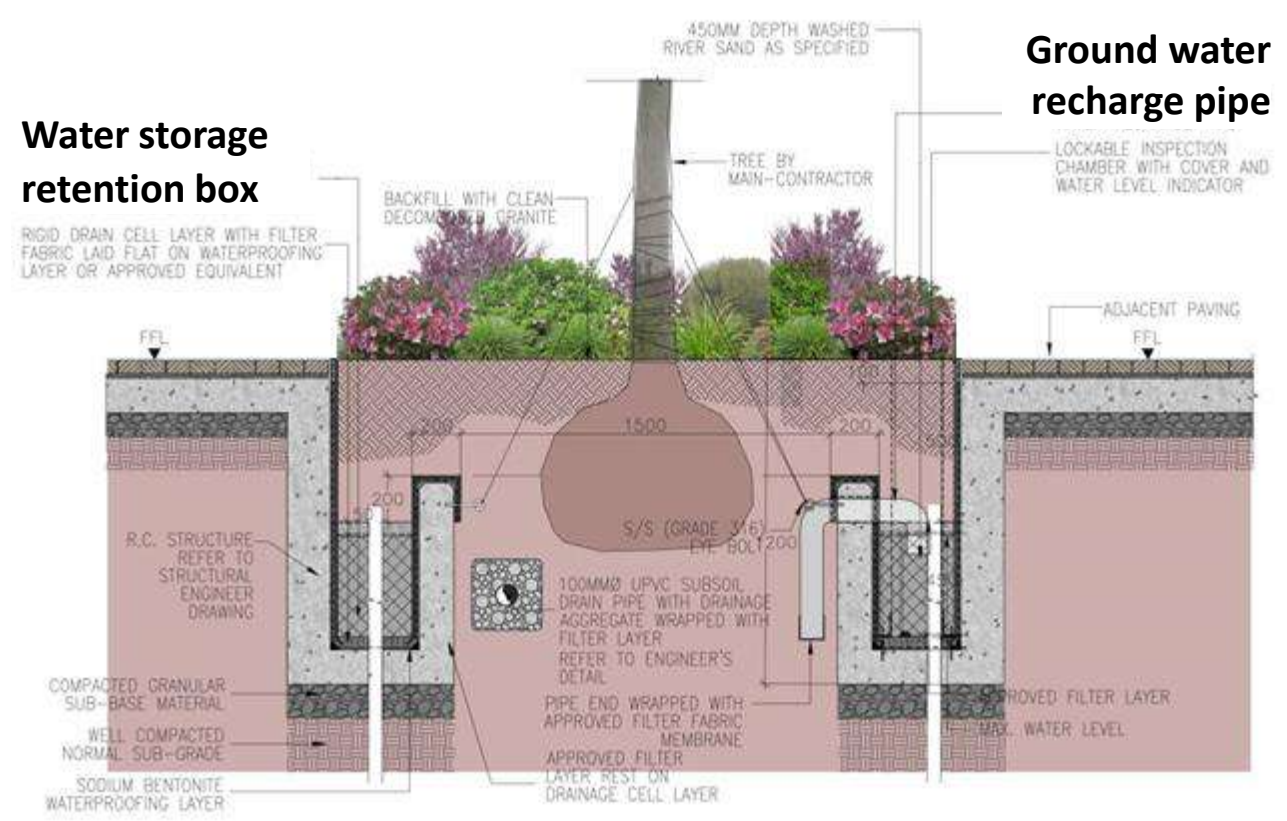 450MM DEPTH WASHED
RIVER SAND AS SPECIFIED
Ground water
recharge pipe
Water storage
retention box
LOCKABLE INSPECTION
CHAMBER WITH COVER AND
WATER LEVEL INDICATOR
TREE BY
MAIN-CONTRACTOR
BACKFILL WITH CLEAN
GRANITE
RIGID DRAIN CELL LAYER WITH FILTER
FABRIC LAID FLAT ON WATERPROOFING
LAYER OR APPROVED EQUIVALENT
ADJACENT PAVING
FFL
FFL
200
1500
200
200
S/S (GRADE 316)
EYE BOLT
200
R.C. STRUCTURE
REFER TO
STRUCTURAL
ENGINEER
DRAWING
100MMØ UPVC SUBSOIL
DRAIN PIPE WITH DRAINAGE
AGGREGATE WRAPPED WITH
FILTER LAYER
REFER TO ENGINEER'S
DETAIL
COMPACTED GRANULAR
SUB-BASE MATERIAL
PIPE END WRAPPED WITH
APPROVED FILTER FABRIC
MEMBRANE
APPROVED FILTER LAYER
MAX. WATER LEVEL
WELL COMPACTED
NORMAL SUB-GRADE
APPROVED FILTER
LAYER REST ON
DRAINAGE CELL LAYER
SODIUM BENTONITE
WATERPROOFING LAYER